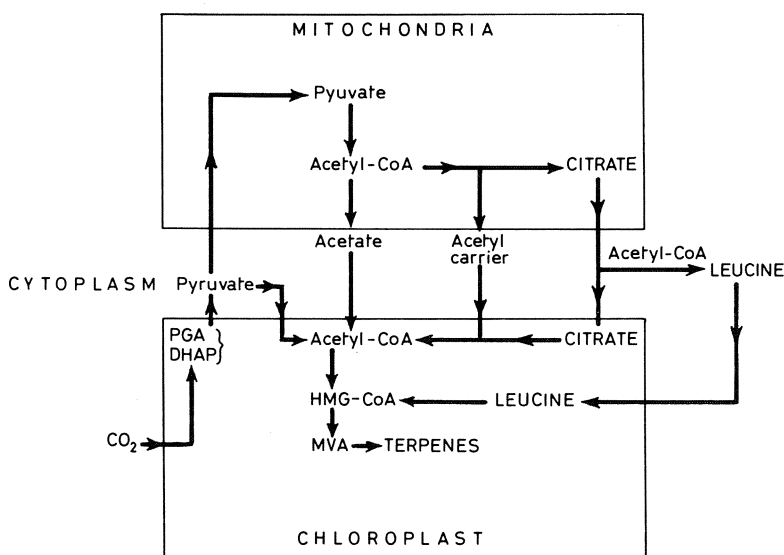 MITOCHONDRIA
Pyuvate
Acetyl-CoA
CITRATE
Acetate
Acetyl
carrier
Acetyl-CoA
LEUCINE
CYTOPLASM
Pyruvate
PGA
DHAP}
Acetyl-CoA
CITRATE
HMG-CoA
LEUCINE
CO₂
MVA
TERPENES
CHLOROPLAST